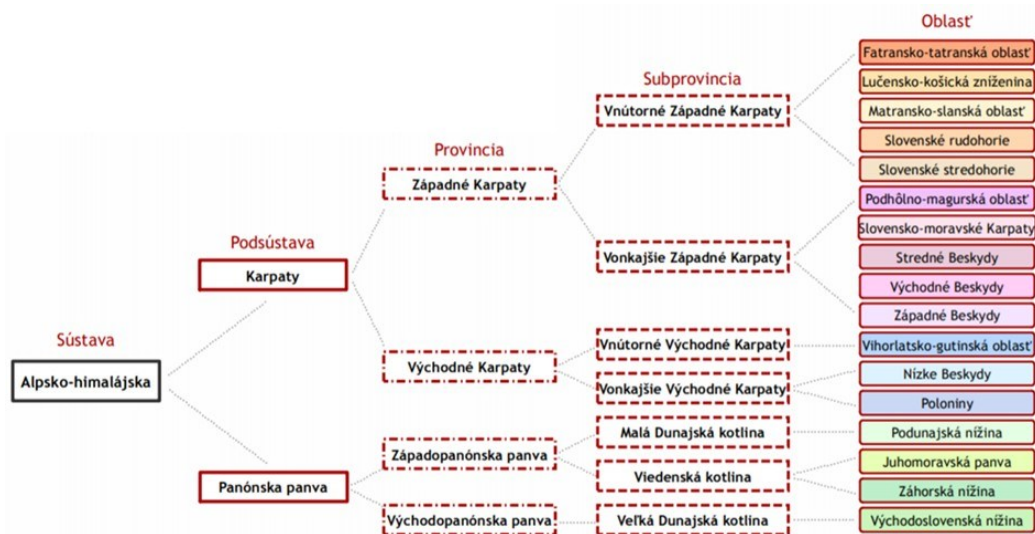 Oblasť
Fatransko-tatranská oblasť
Lučensko-košická zníženina
Matransko-slanská oblasť
Slovenské rudohorie
Slovenské stredohorie
Podhôlno-magurská oblasť
Slovensko-moravské Karpaty
Stredné Beskydy
Východné Beskydy
Západné Beskydy
Vihorlatsko-gutinská oblasť
Nízke Beskydy
Poloniny
Podunajská nížina
Juhomoravská panva
Záhorská nížina
Východoslovenská nížina
Subprovincia
Vnútorné Západné Karpaty
Vonkajšie Západné Karpaty
Vnútorné Východné Karpaty
Vonkajšie Východné Karpaty
Malá Dunajská kotlina
Viedenská kotlina
Veľká Dunajská kotlina
Provincia
Západné Karpaty
Východné Karpaty
Západopanónska panva
Východopanónska panva
Podsústava
Karpaty
Panónska panva
Sústava
Alpsko-himalájska